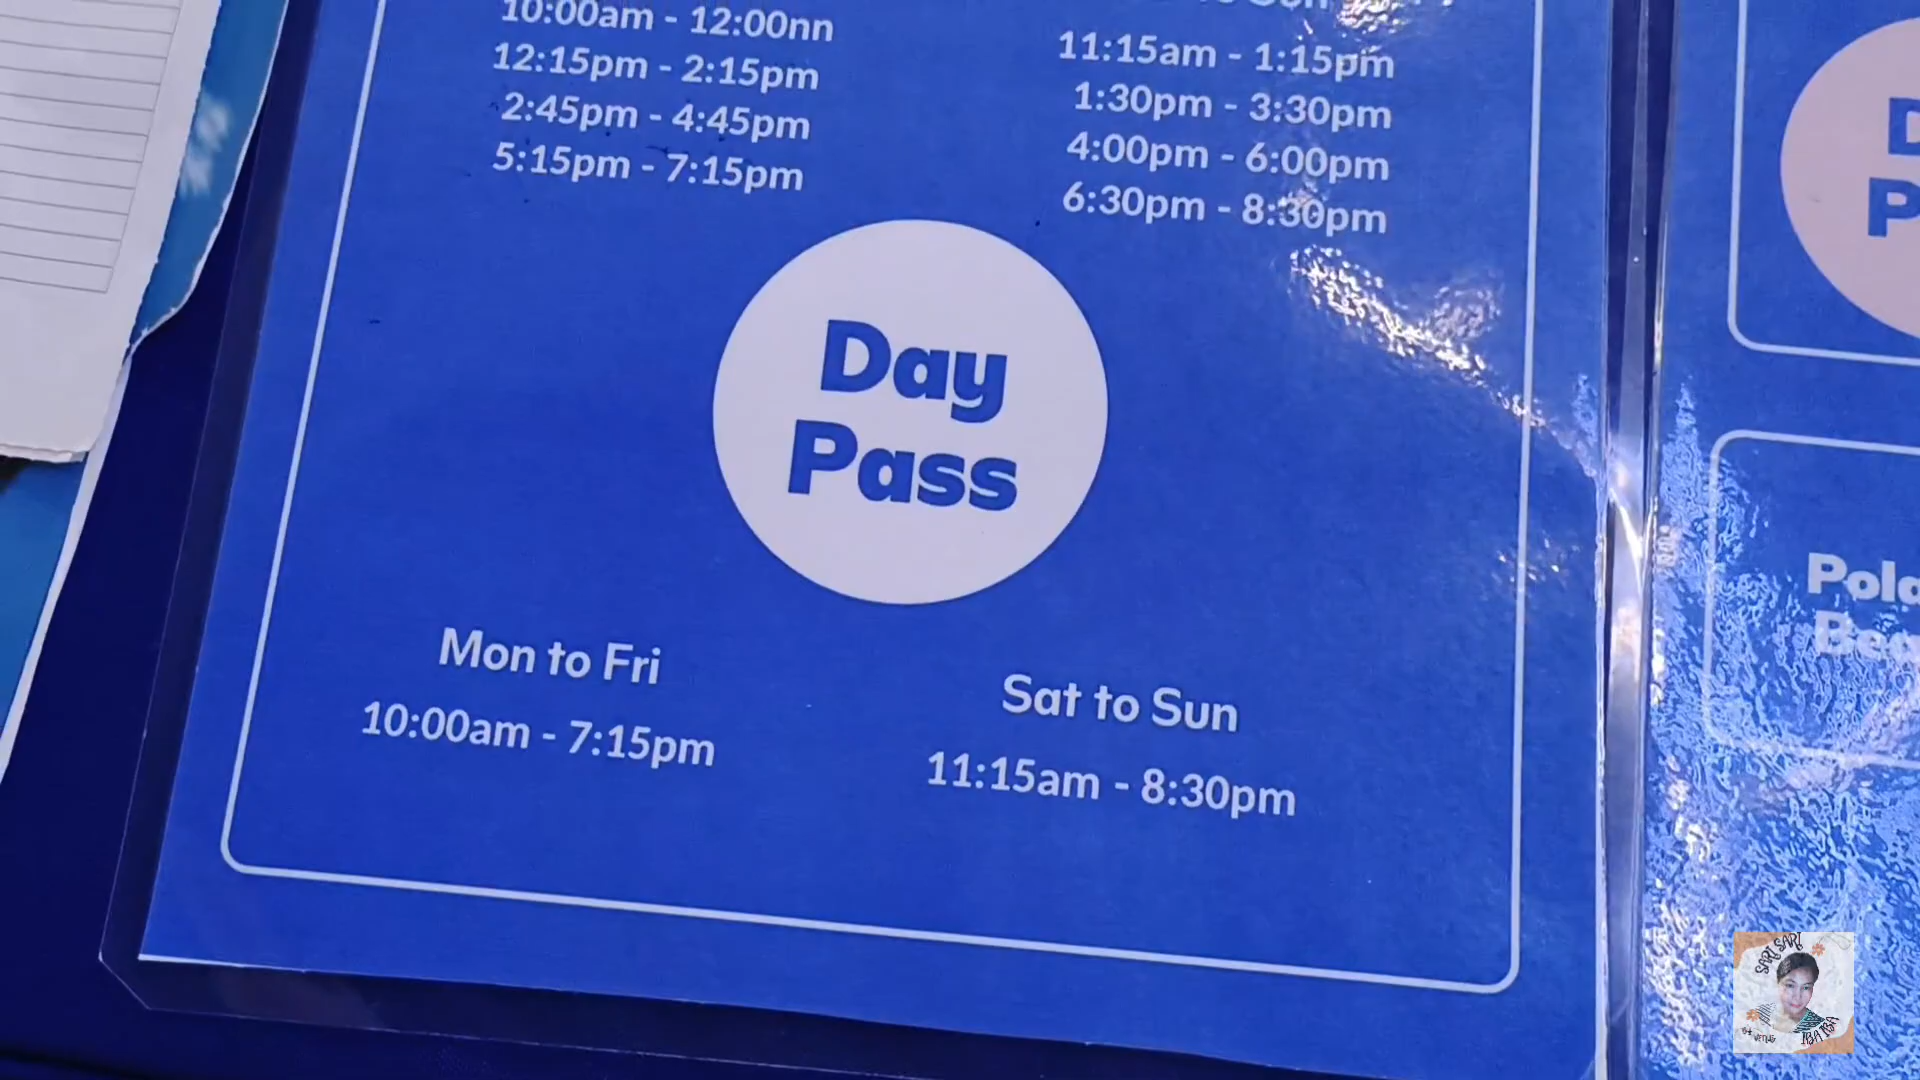 10:00am - 12:00nn
12:15pm - 2:15pm
2:45pm - 4:45pm
5:15pm - 7:15pm
11:15am - 1:15pm
1:30pm - 3:30pm
4:00pm - 6:00pm
6:30pm - 8:30pm
Day
Pass
Mon to Fri
10:00am - 7:15pm
Sat to Sun
11:15am - 8:30pm
SARI SARI